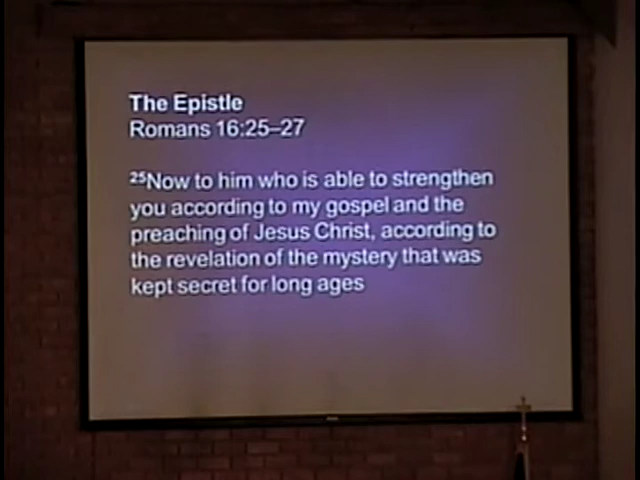 The Epistle
Romans 16:25–27
25Now to him who is able to strengthen
you according to my gospel and the
preaching of Jesus Christ, according to
the revelation of the mystery that was
kept secret for long ages